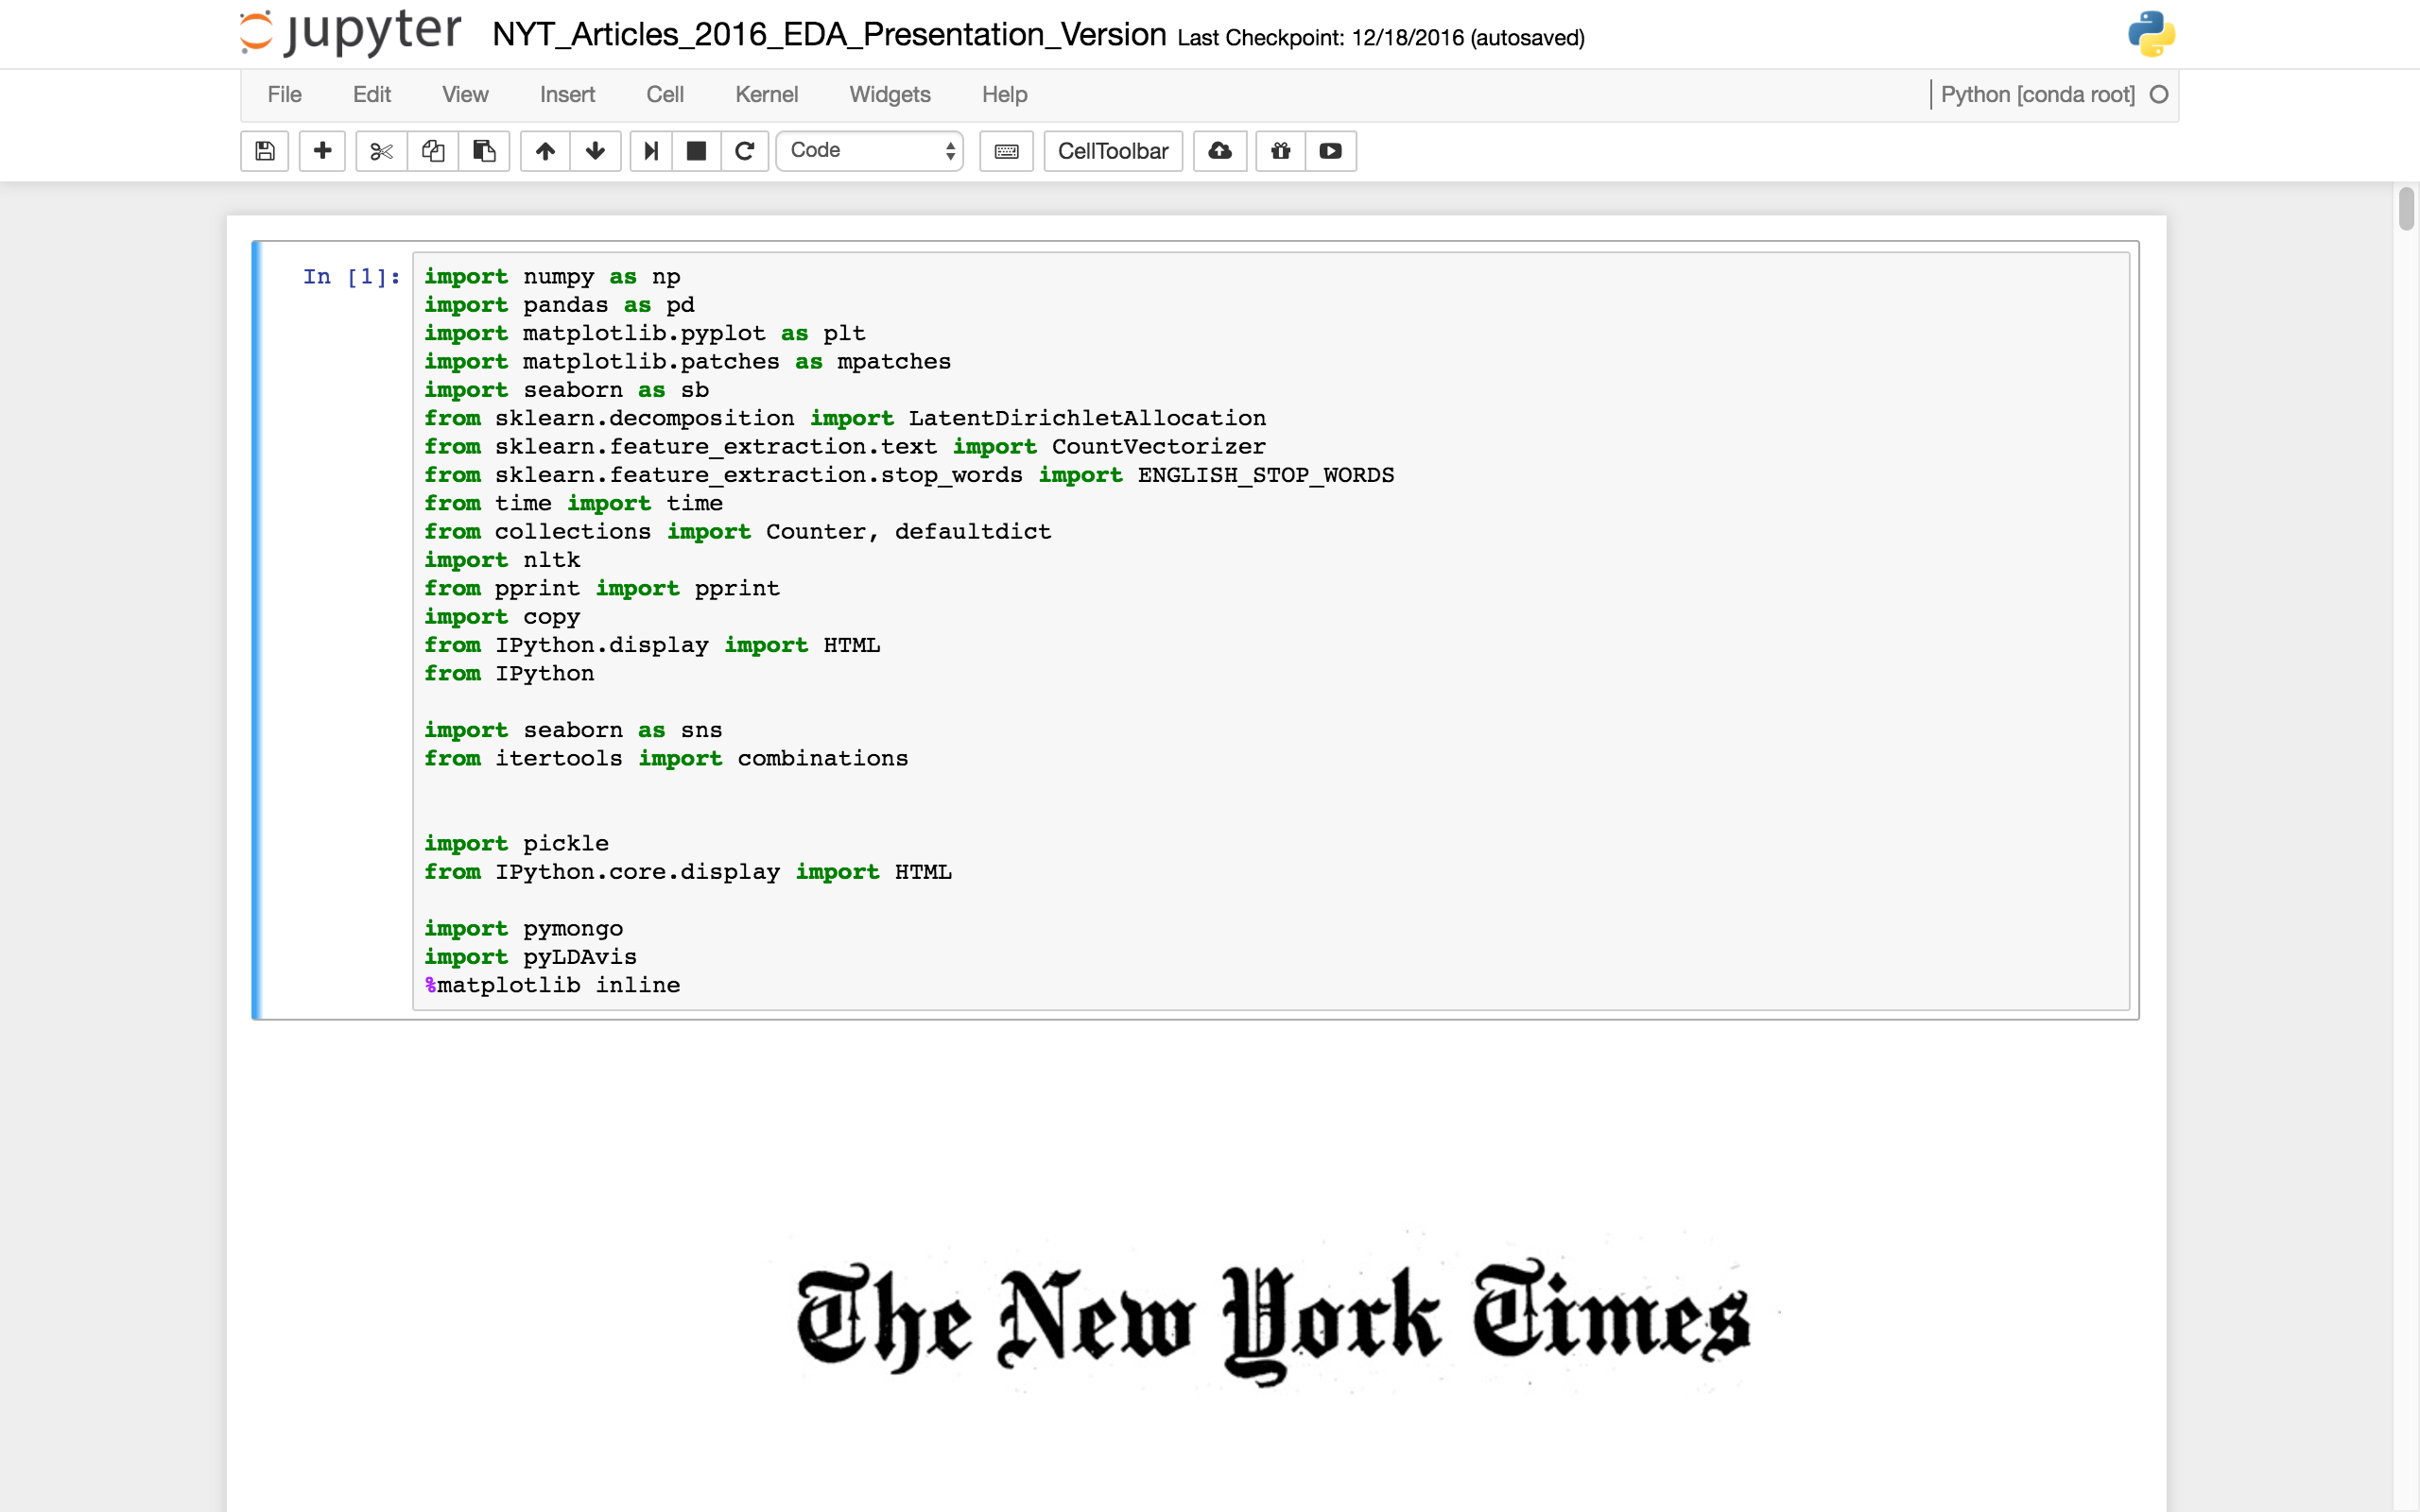 jupyter NYT_Articles_2016_EDA_Presentation_Version Last Checkpoint: 12/18/2016 (autosaved)
File Edit View Insert Cell Kernel Widgets Help Python [conda root]
Code CellToolbar
In [1]:
import numpy as np
import pandas as pd
import matplotlib.pyplot as plt
import matplotlib.patches as mpatches
import seaborn as sb
from sklearn.decomposition import LatentDirichletAllocation
from sklearn.feature_extraction.text import CountVectorizer
from sklearn.feature_extraction.stop_words import ENGLISH_STOP_WORDS
from time import time
from collections import Counter, defaultdict
import nltk
from pprint import pprint
import copy
from IPython.display import HTML
from IPython
import seaborn as sns
from itertools import combinations
import pickle
from IPython.core.display import HTML
import pymongo
import pyLDAvis
%matplotlib inline
The New York Times